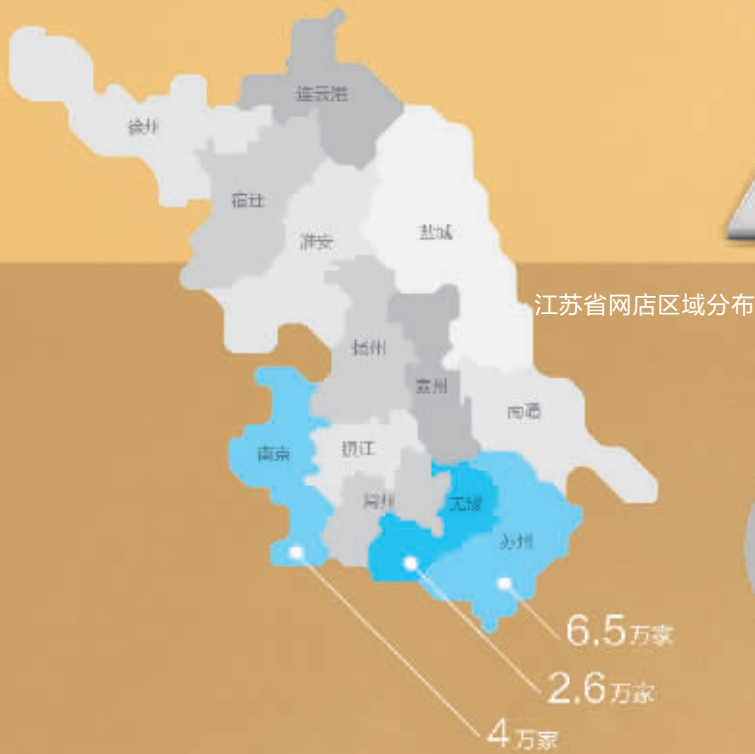 连云港
徐州
宿迁
淮安
盐城
江苏省网店区域分布
扬州
泰州
南通
南京
镇江
常州
无锡
苏州
6.5万家
2.6万家
4万家